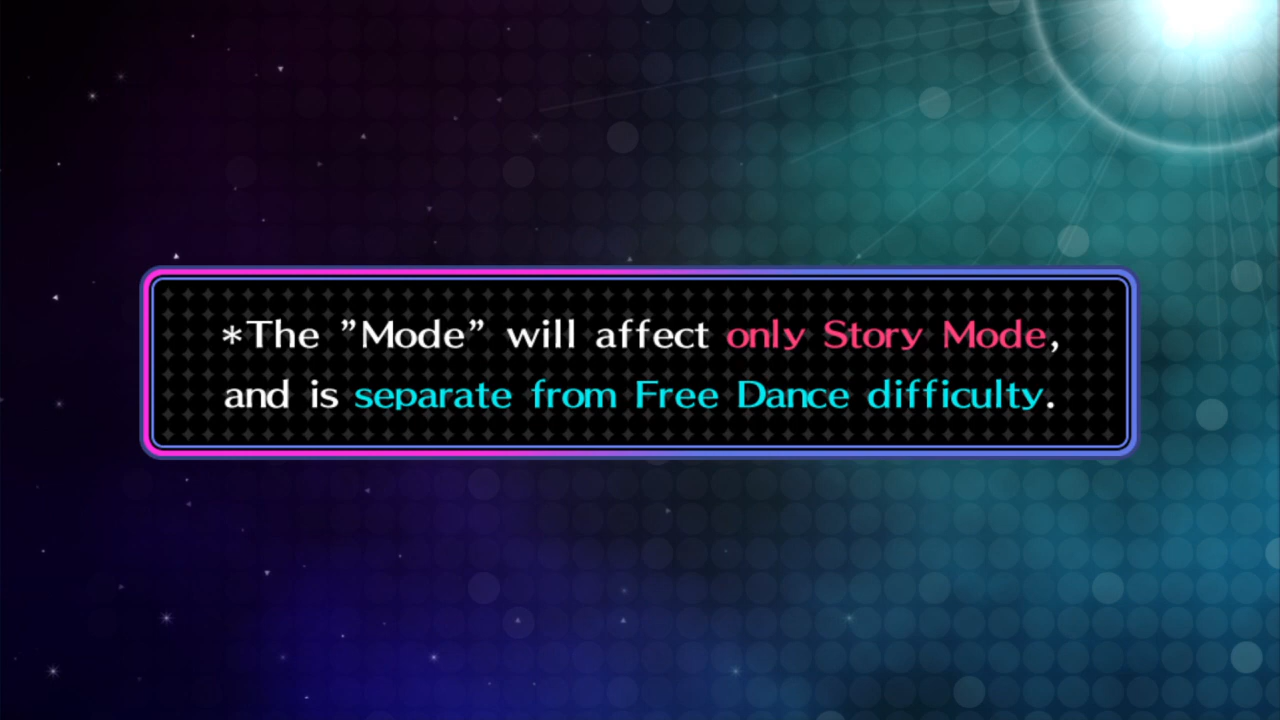 *The ”Mode” will affect only Story Mode,
and is separate from Free Dance difficulty.